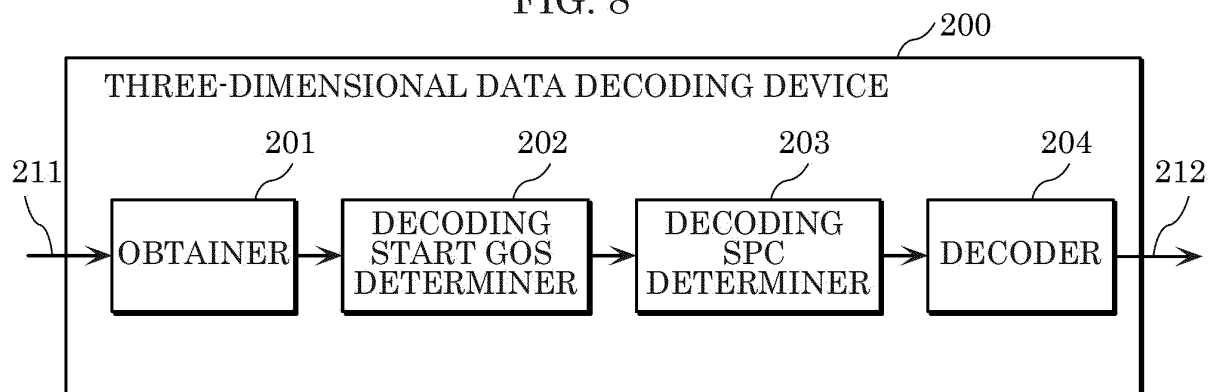 FIG. 8
200
THREE-DIMENSIONAL DATA DECODING DEVICE
201
202
203
204
211
212
OBTAINER
DECODING
START GOS
DETERMINER
DECODING
SPC
DETERMINER
DECODER